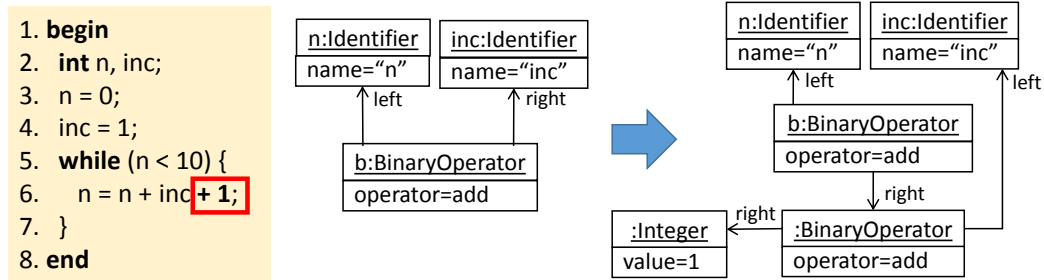 1. begin
2. int n, inc;
3. n = 0;
4. inc = 1;
5. while (n < 10) {
6. n = n + inc + 1;
7. }
8. end
n:Identifier
name="n"
inc:Identifier
name="inc"
left
right
b:BinaryOperator
operator=add
n:Identifier
name="n"
inc:Identifier
name="inc"
left
left
b:BinaryOperator
operator=add
right
right
:Integer
value=1
:BinaryOperator
operator=add